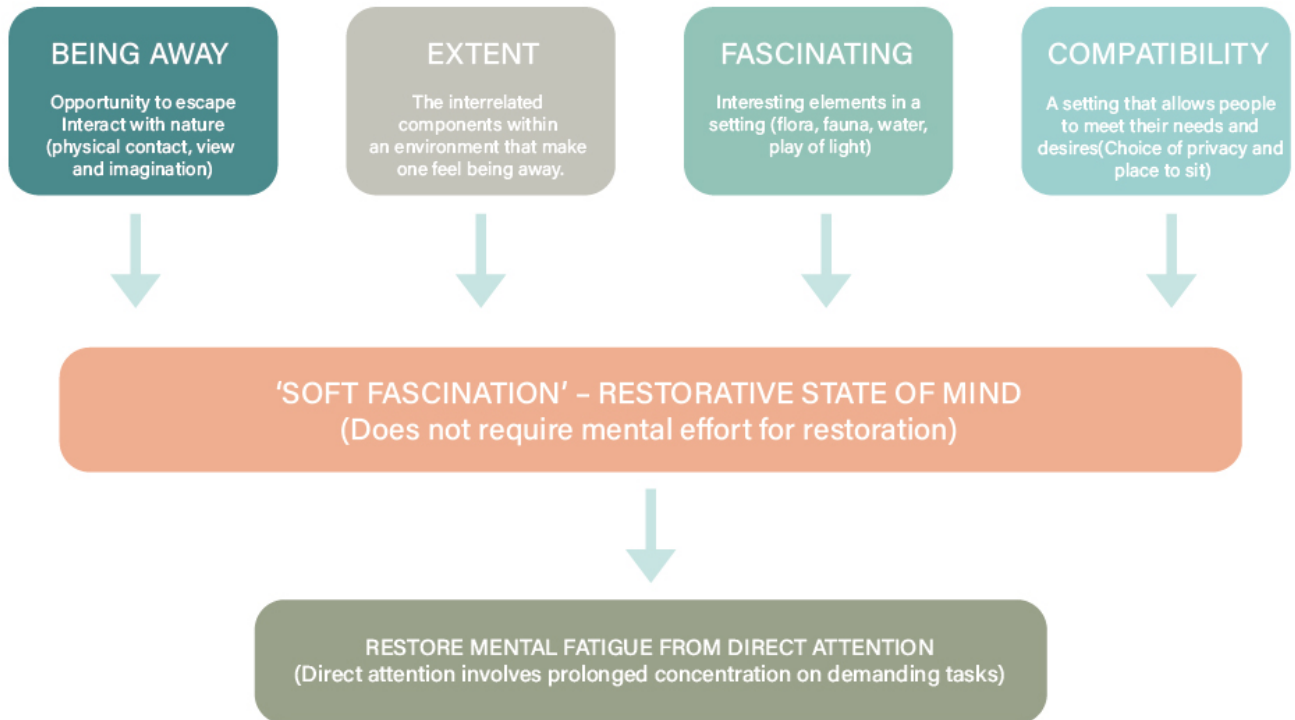 BEING AWAY
Opportunity to escape
Interact with nature
(physical contact, view
and imagination)
EXTENT
The interrelated
components within
an environment that make
one feel being away.
FASCINATING
Interesting elements in a
setting (flora, fauna, water,
play of light)
COMPATIBILITY
A setting that allows people
to meet their needs and
desires(Choice of privacy and
place to sit)
‘SOFT FASCINATION’ – RESTORATIVE STATE OF MIND
(Does not require mental effort for restoration)
RESTORE MENTAL FATIGUE FROM DIRECT ATTENTION
(Direct attention involves prolonged concentration on demanding tasks)